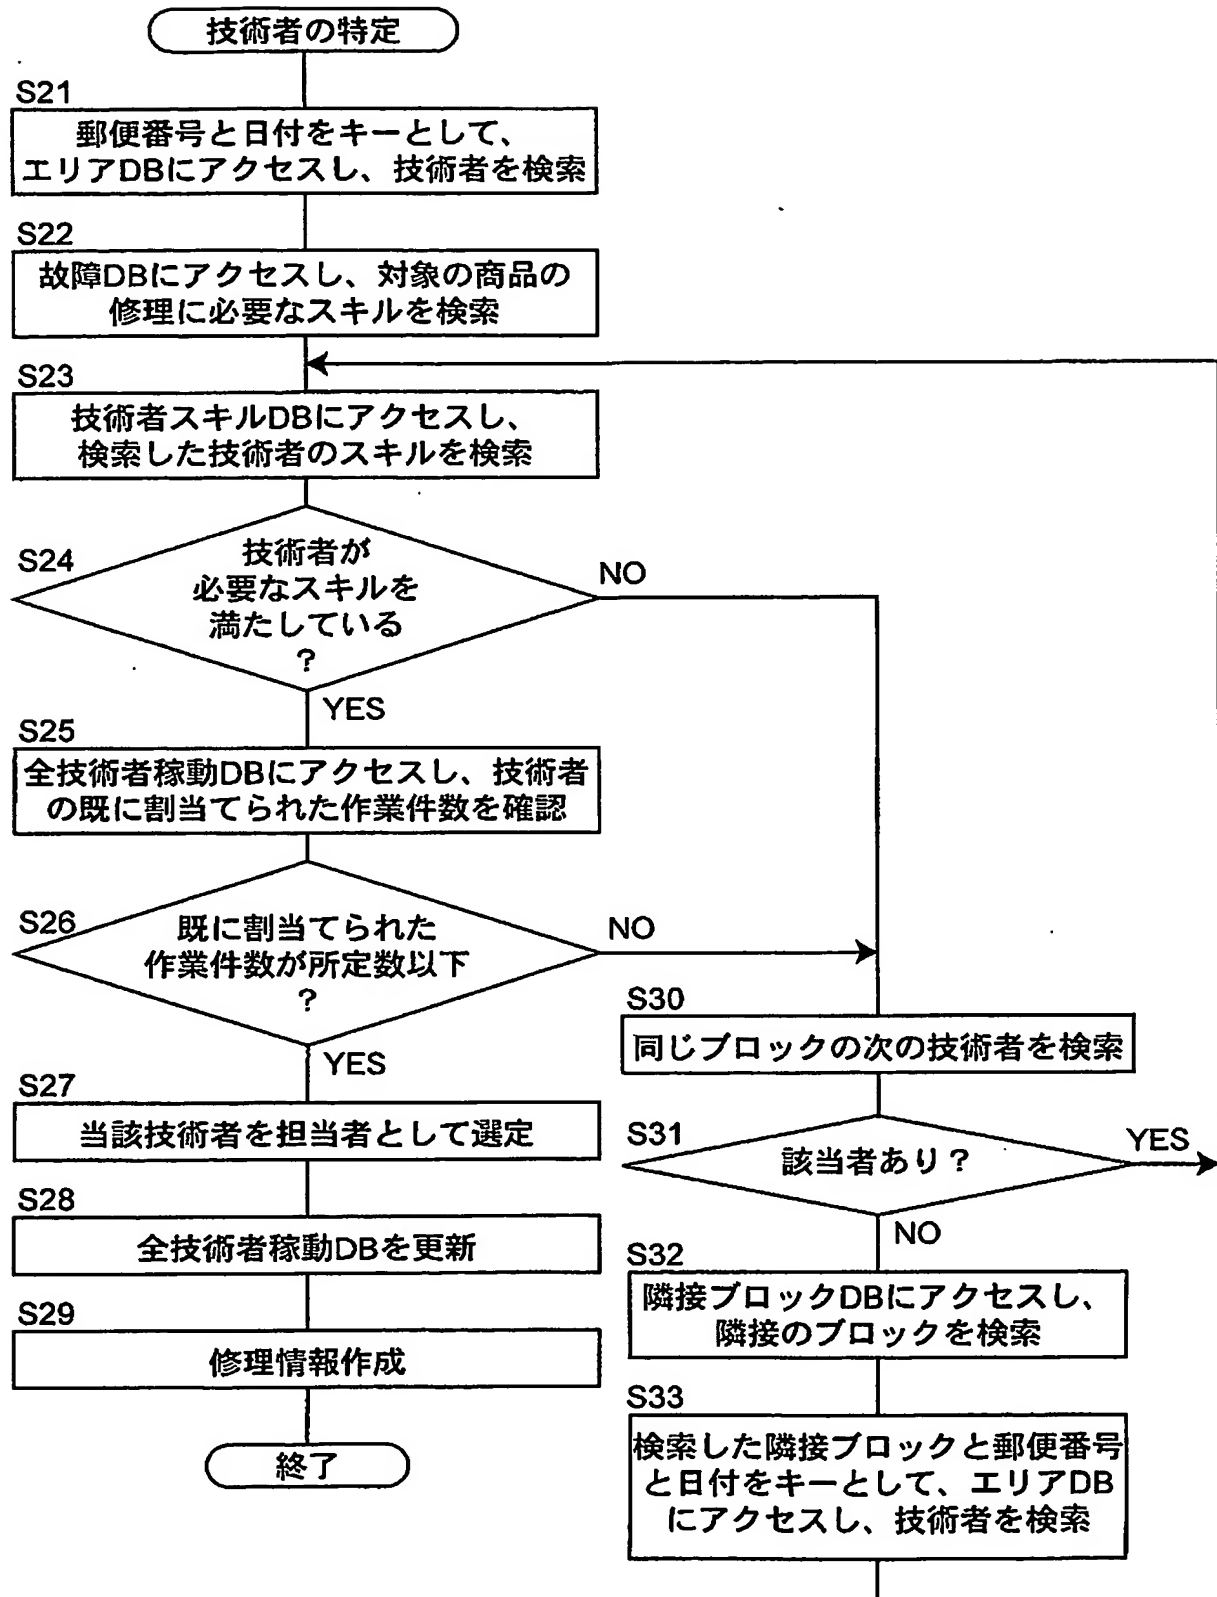 技術者の特定
S21
郵便番号と日付をキーとして、
エリアDBにアクセスし、技術者を検索
S22
故障DBにアクセスし、対象の商品の
修理に必要なスキルを検索
S23
技術者スキルDBにアクセスし、
検索した技術者のスキルを検索
S24
技術者が
必要なスキルを
満たしている
?
NO
YES
S25
全技術者稼動DBにアクセスし、技術者
の既に割当てられた作業件数を確認
S26
既に割当てられた
作業件数が所定数以下
?
NO
YES
S27
当該技術者を担当者として選定
S28
全技術者稼動DBを更新
S29
修理情報作成
終了
S30
同じブロックの次の技術者を検索
S31
該当者あり?
YES
NO
S32
隣接ブロックDBにアクセスし、
隣接のブロックを検索
S33
検索した隣接ブロックと郵便番号
と日付をキーとして、エリアDB
にアクセスし、技術者を検索